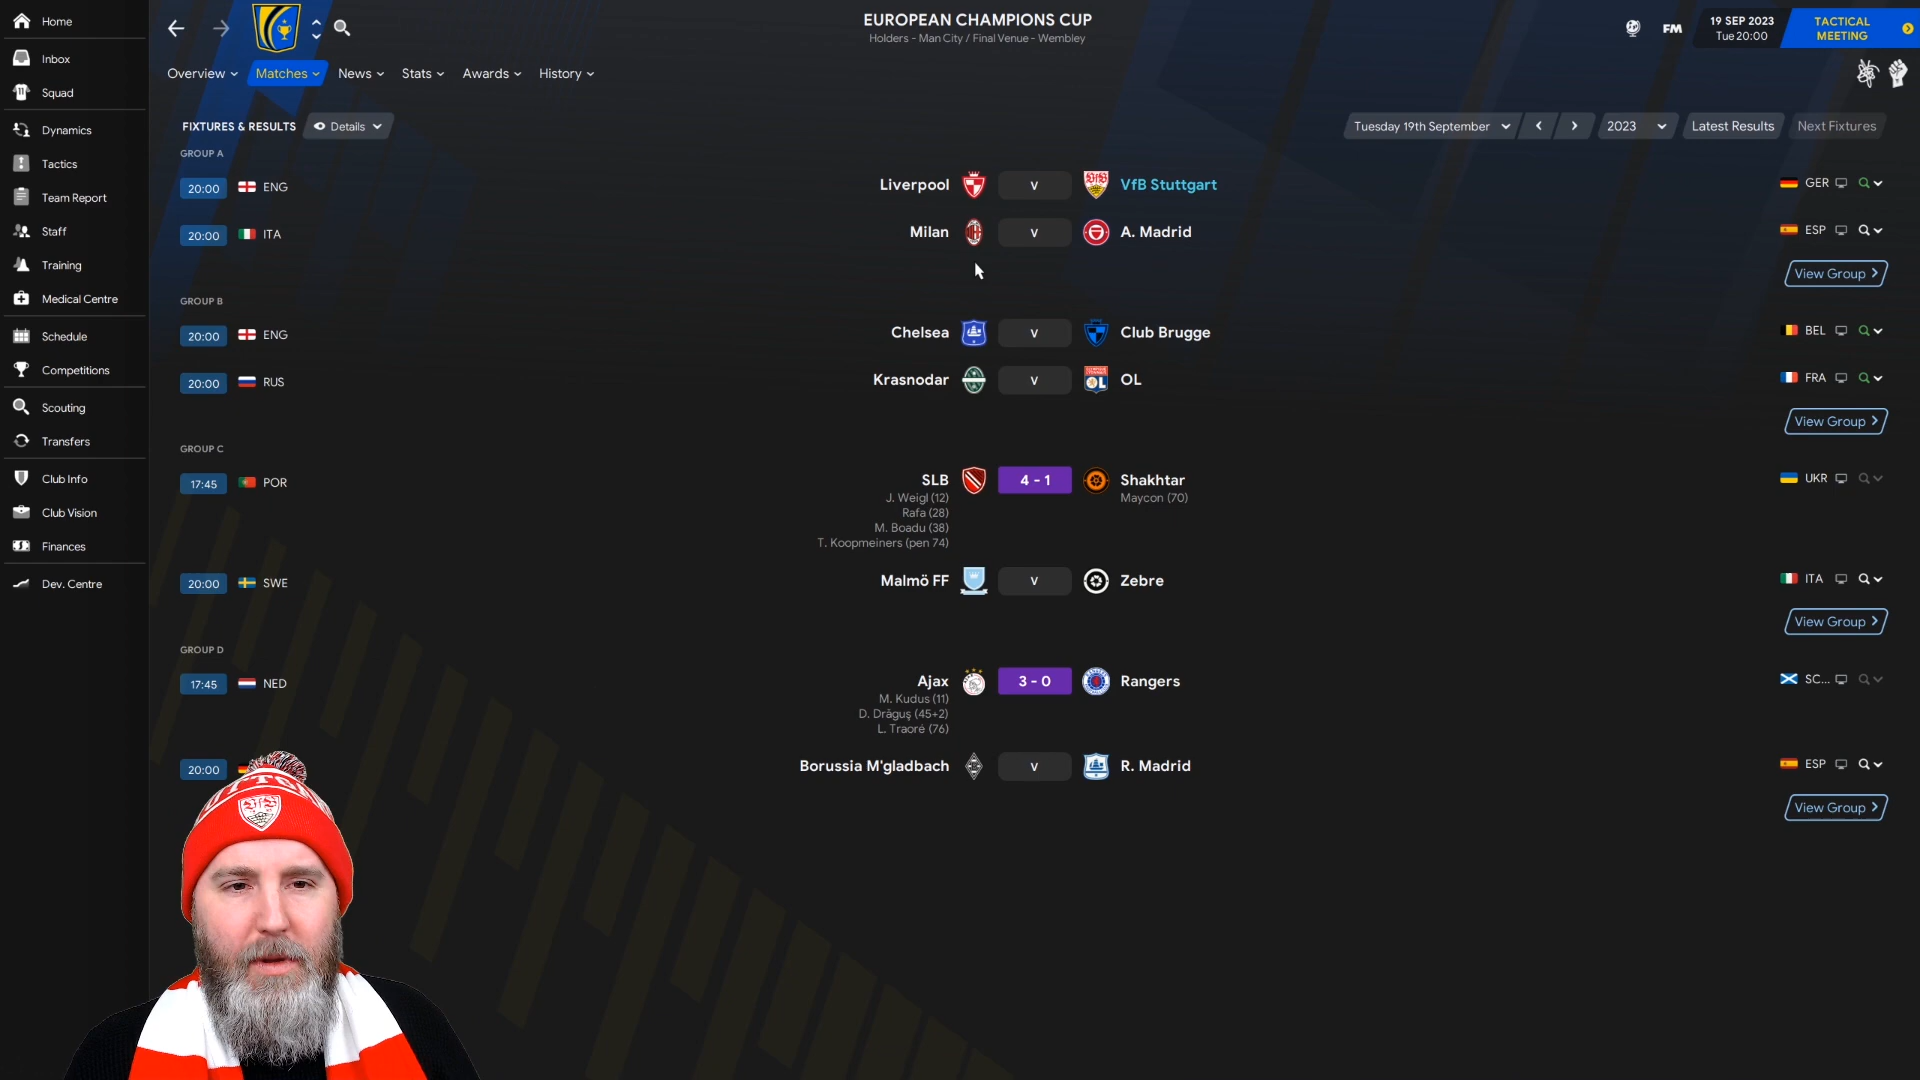 Home
Inbox
Squad
Dynamics
Tactics
Team Report
Staff
Training
Medical Centre
Schedule
Competitions
Scouting
Transfers
Club Info
Club Vision
Finances
Dev. Centre
EUROPEAN CHAMPIONS CUP
Holders - Man City / Final Venue - Wembley
FM
19 SEP 2023
Tue 20:00
TACTICAL
MEETING
Overview Matches News Stats Awards History
FIXTURES & RESULTS Details Tuesday 19th September 2023 Latest Results Next Fixtures
GROUP A
20:00 ENG Liverpool v VfB Stuttgart GER
20:00 ITA Milan v A. Madrid ESP
View Group
GROUP B
20:00 ENG Chelsea v Club Brugge BEL
20:00 RUS Krasnodar v OL FRA
View Group
GROUP C
17:45 POR SLB 4 - 1 Shakhtar UKR
J. Weigl (12) Maycon (70)
Rafa (28)
M. Boadu (38)
T. Koopmeiners (pen 74)
20:00 SWE Malmö FF v Zebre ITA
View Group
GROUP D
17:45 NED Ajax 3 - 0 Rangers SC...
M. Kudus (11)
D. Drăguş (45+2)
L. Traoré (76)
20:00 Borussia M'gladbach v R. Madrid ESP
View Group